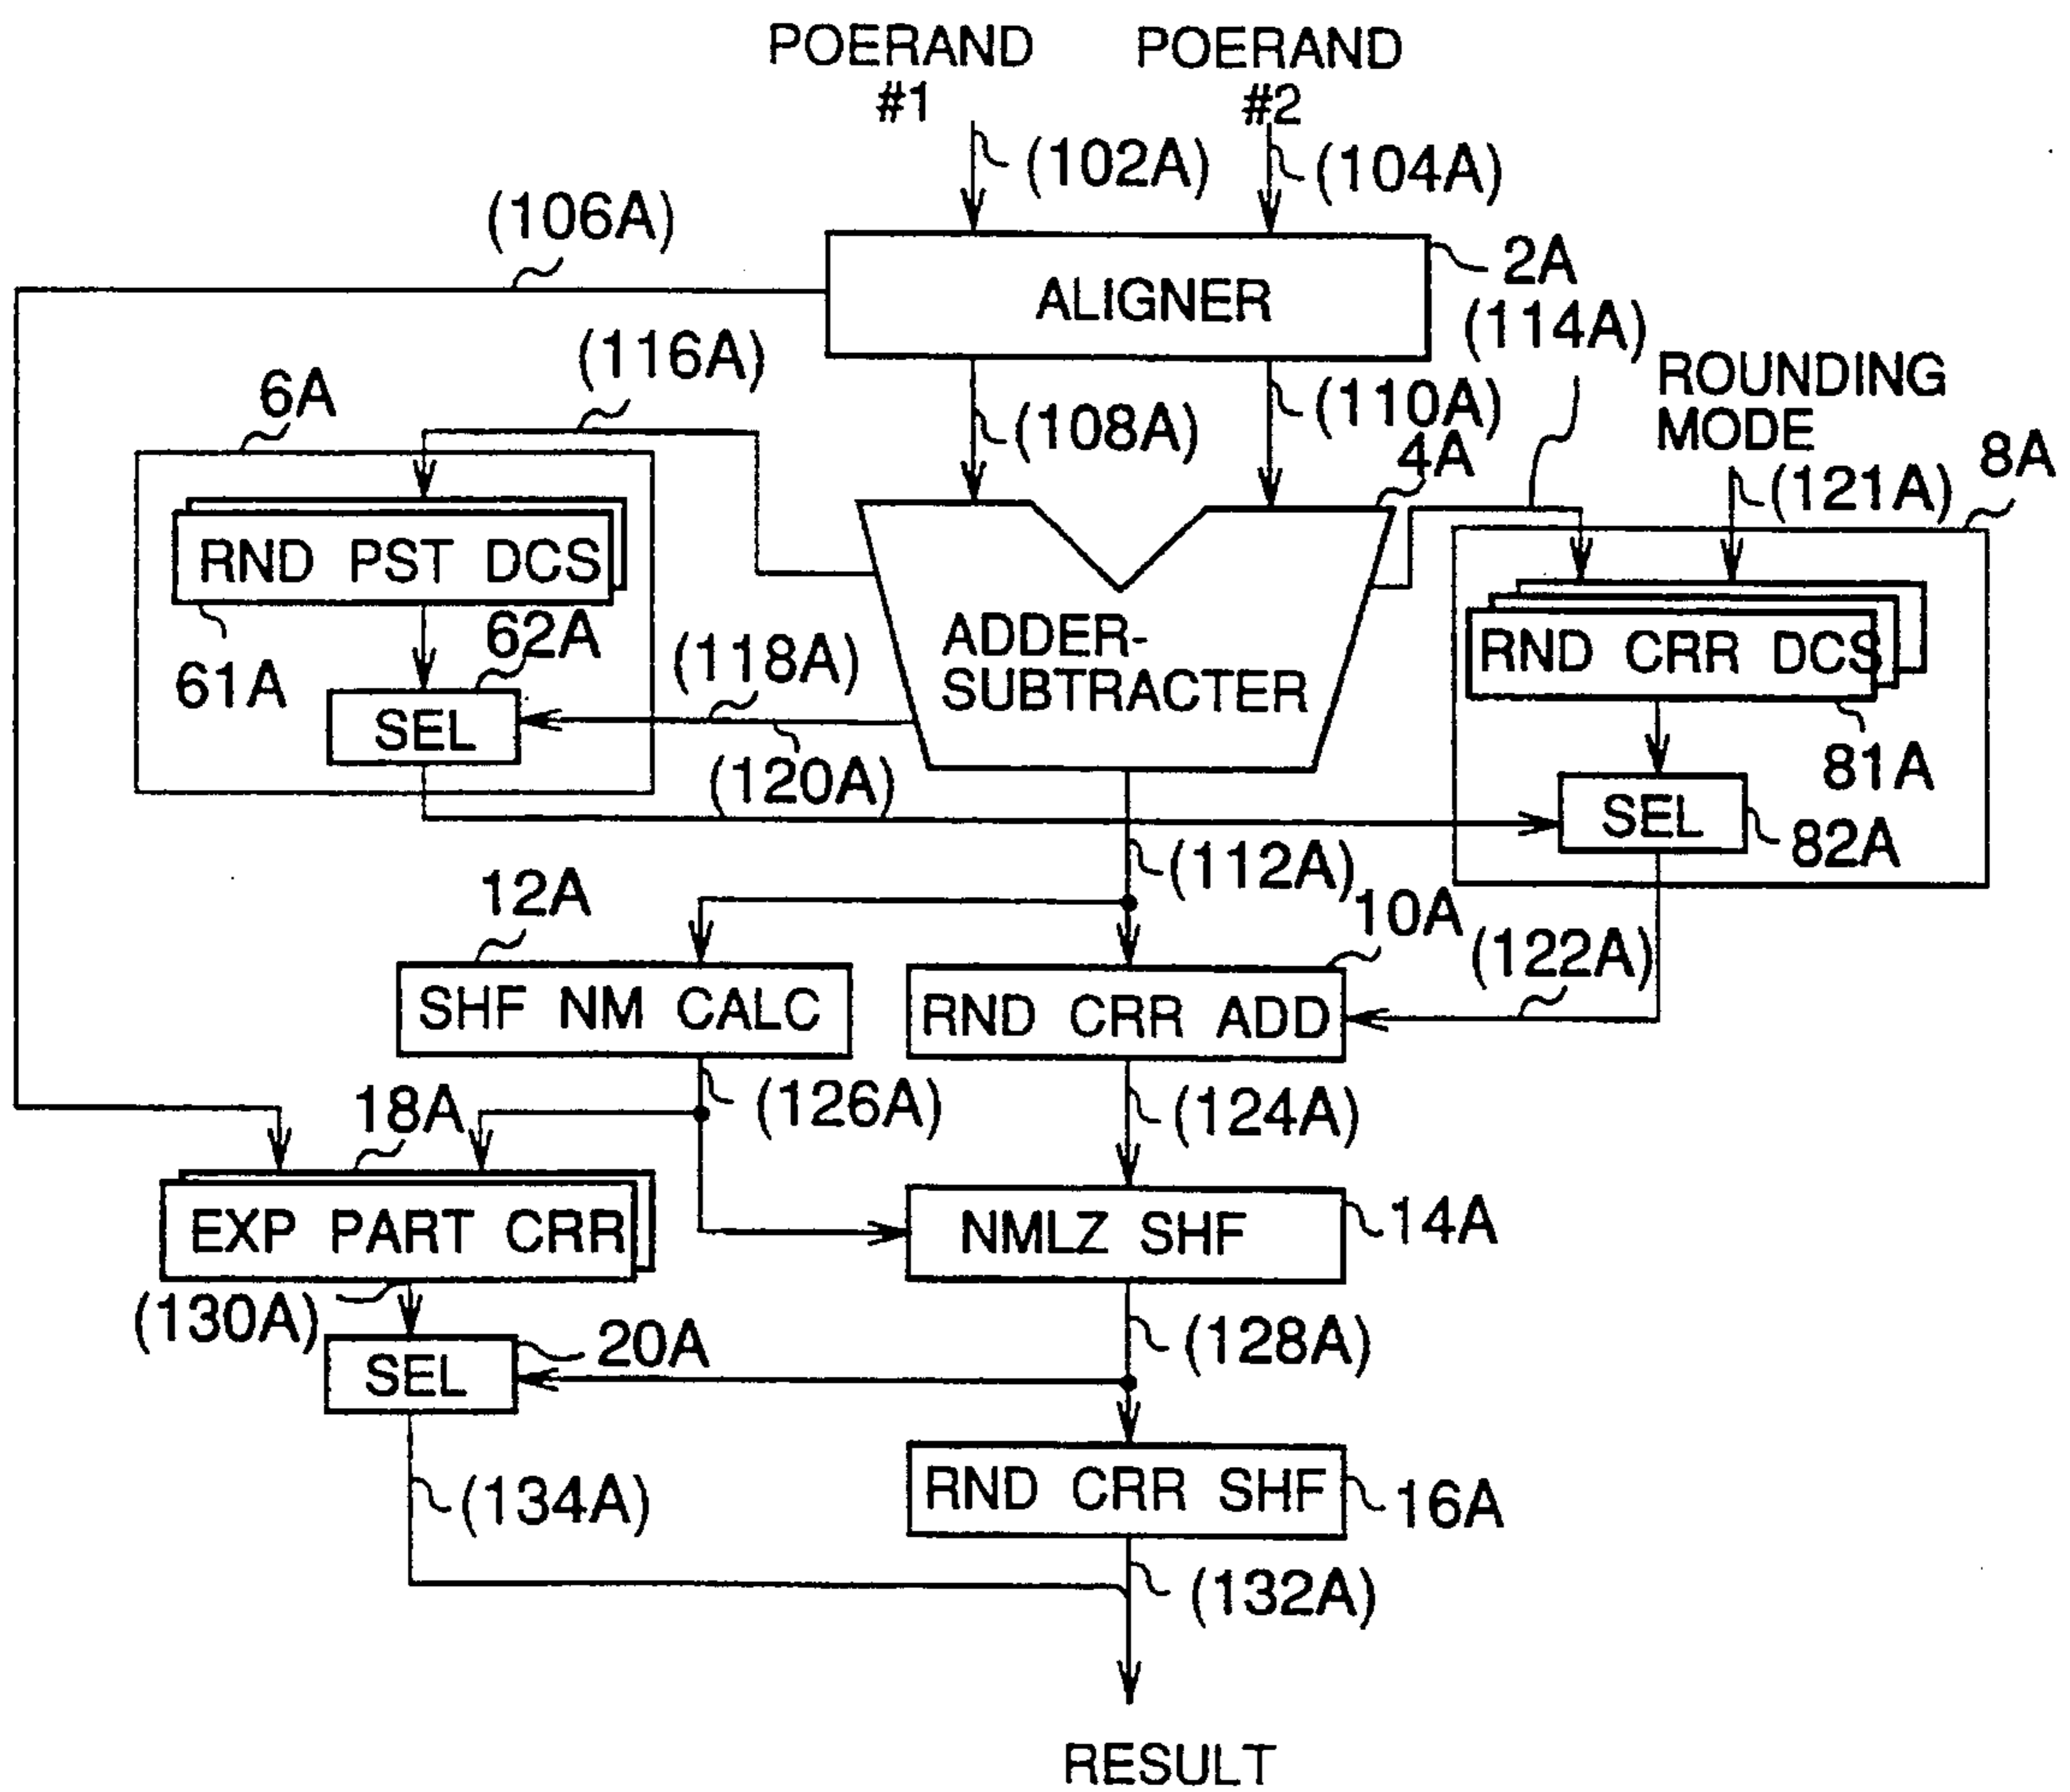 POERAND
#1
POERAND
#2
(102A)
(104A)
(106A)
ALIGNER
2A
(114A)
(116A)
ROUNDING
MODE
6A
(108A)
(110A)
4A
8A
(121A)
RND PST DCS
ADDER-
SUBTRACTER
RND CRR DCS
62A
61A
(118A)
SEL
(120A)
81A
SEL
82A
(112A)
12A
10A
(122A)
SHF NM CALC
RND CRR ADD
(126A)
(124A)
18A
EXP PART CRR
NMLZ SHF
14A
(130A)
20A
(128A)
SEL
RND CRR SHF
16A
(134A)
(132A)
RESULT